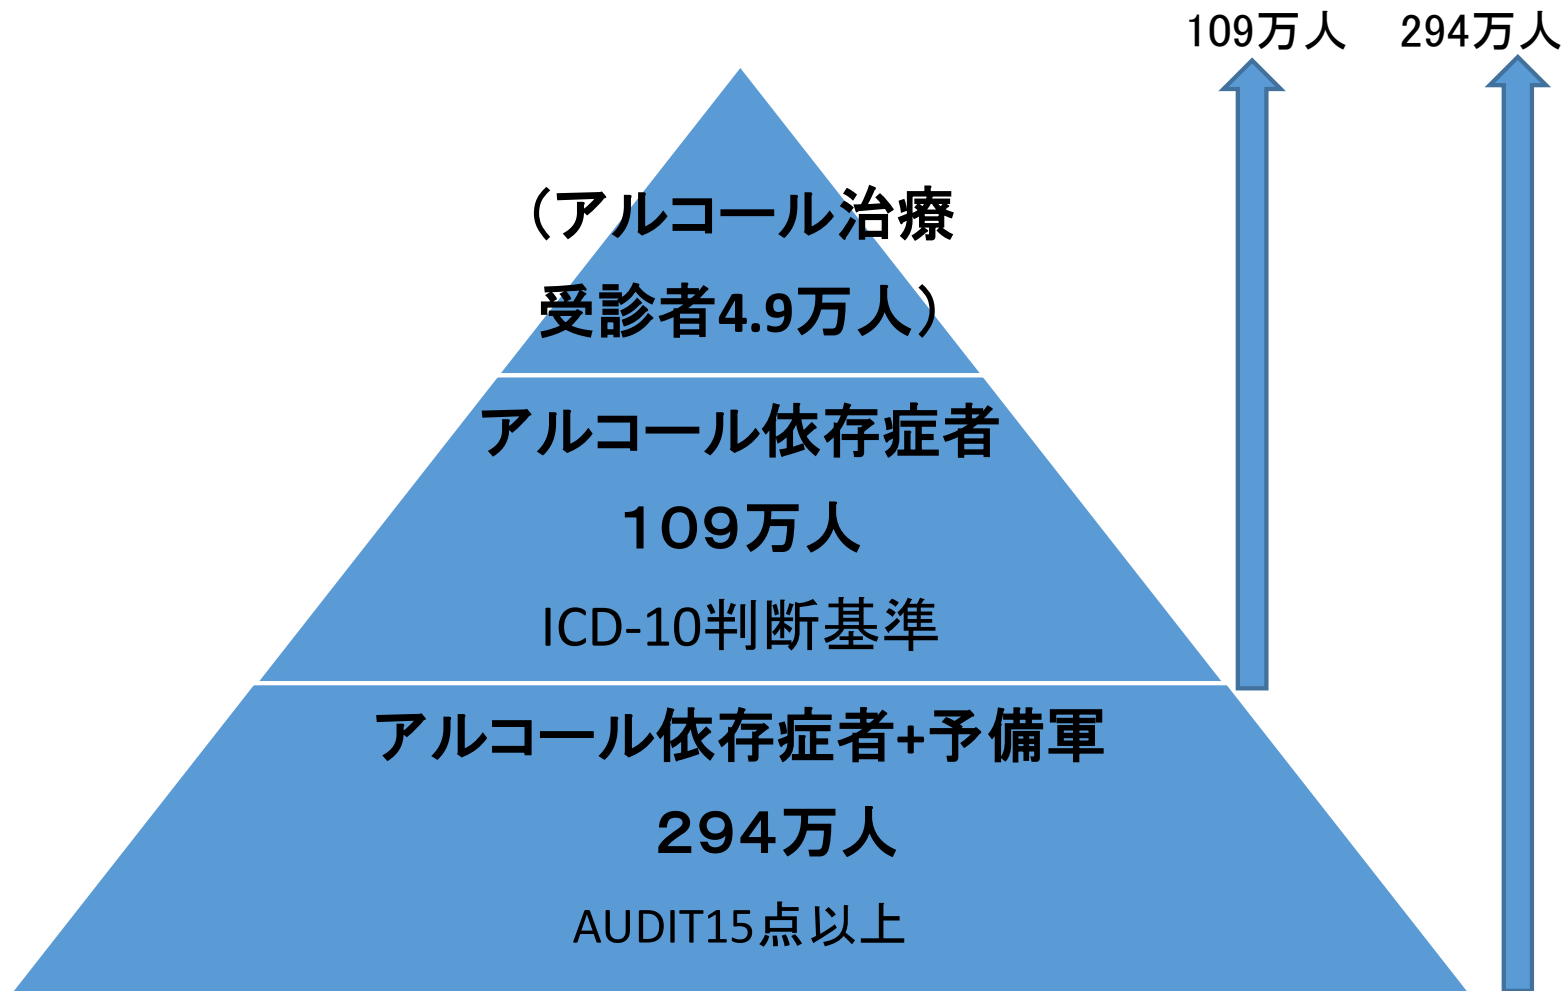 109万人 294万人
（アルコール治療
受診者4.9万人）
アルコール依存症者
１０９万人
ICD-10判断基準
アルコール依存症者+予備軍
２９４万人
AUDIT15点以上